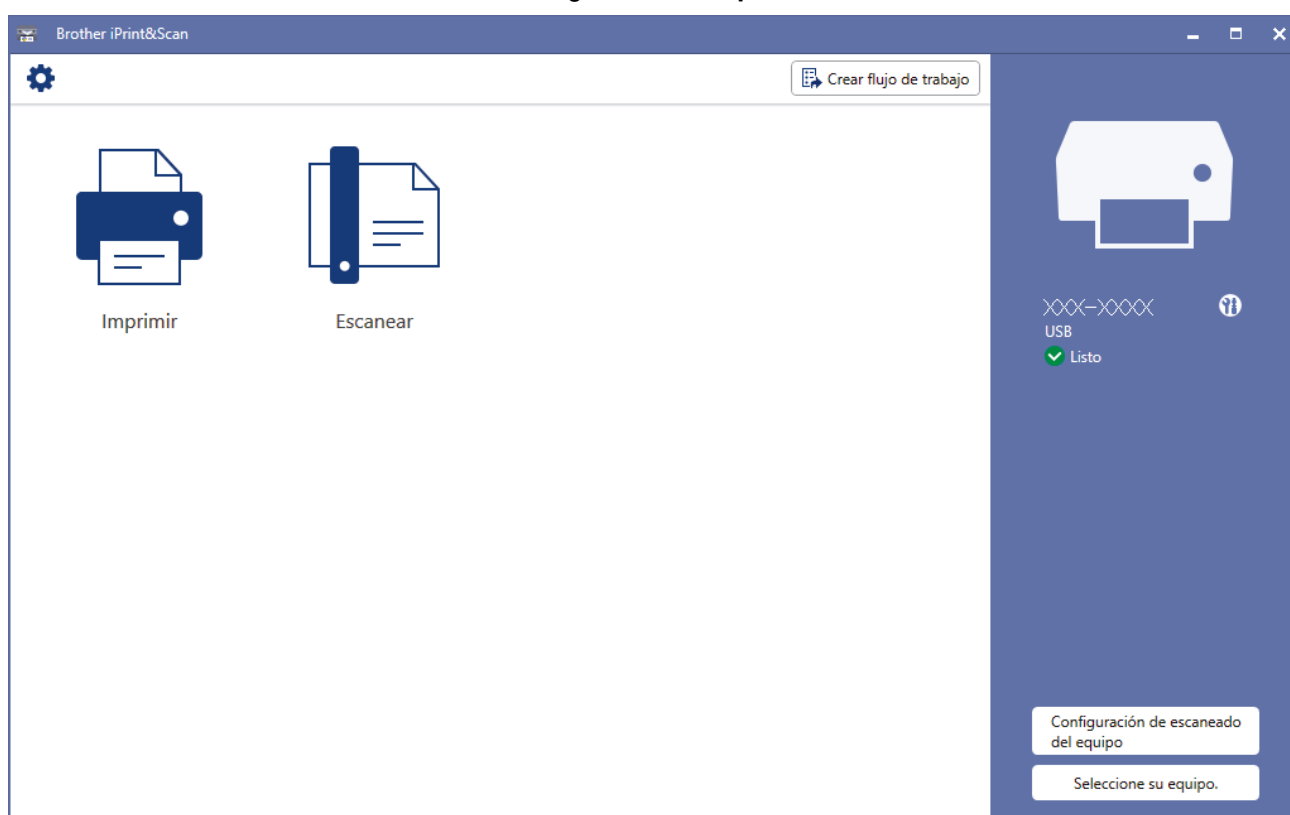 Brother iPrint&Scan
Crear flujo de trabajo
Imprimir
Escanear
XXX-XXXX
USB
Listo
Configuración de escaneado
del equipo
Seleccione su equipo.